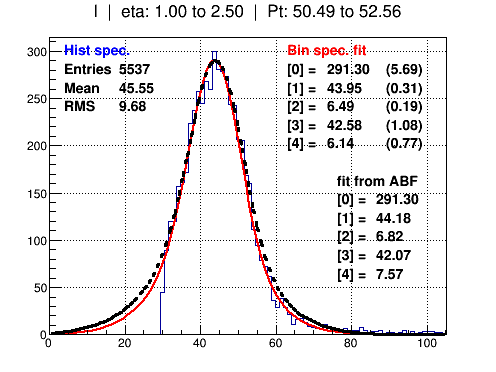 I | eta: 1.00 to 2.50 | Pt: 50.49 to 52.56
Hist spec.
Entries 5537
Mean 45.55
RMS 9.68
Bin spec. fit
[0] = 291.30 (5.69)
[1] = 43.95 (0.31)
[2] = 6.49 (0.19)
[3] = 42.58 (1.08)
[4] = 6.14 (0.77)
fit from ABF
[0] = 291.30
[1] = 44.18
[2] = 6.82
[3] = 42.07
[4] = 7.57
300
250
200
150
100
50
0
0 20 40 60 80 100